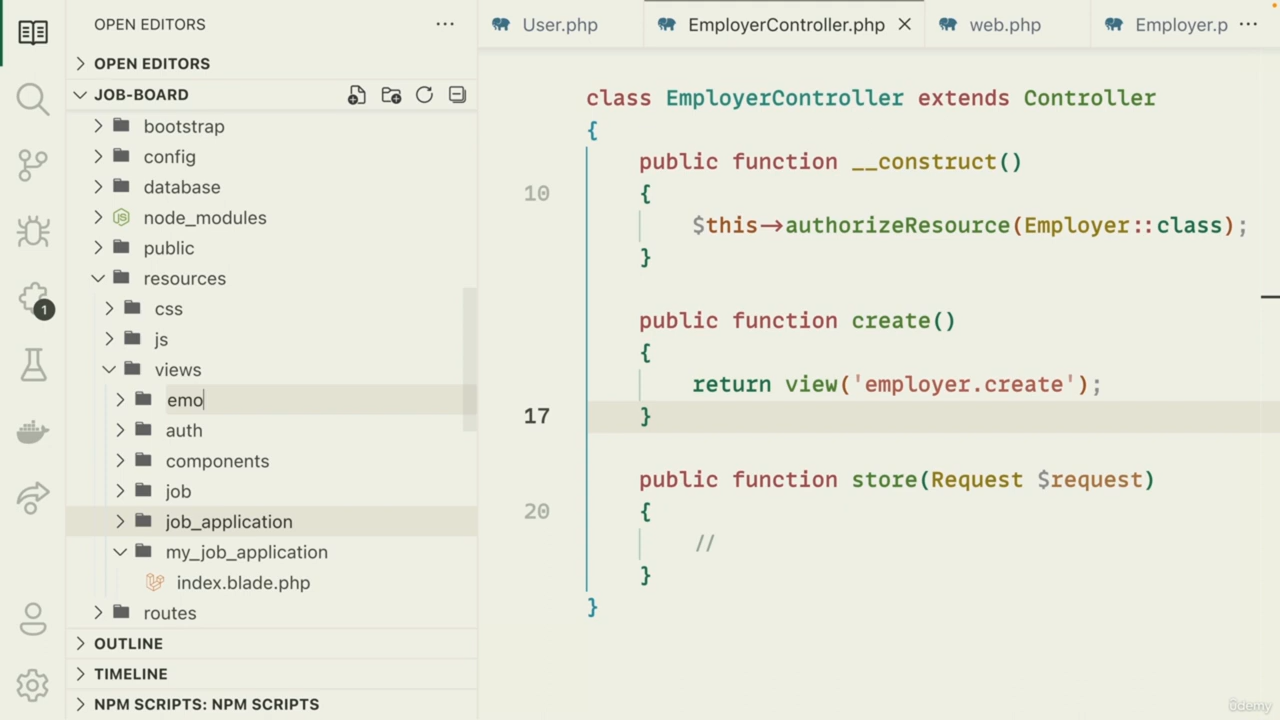 OPEN EDITORS
User.php
EmployerController.php
web.php
Employer.p
OPEN EDITORS
JOB-BOARD
bootstrap
config
database
node_modules
public
resources
css
js
views
emo
auth
components
job
job_application
my_job_application
index.blade.php
routes
OUTLINE
TIMELINE
NPM SCRIPTS: NPM SCRIPTS
1
class EmployerController extends Controller
{
public function __construct()
10 {
$this→authorizeResource(Employer::class);
}
public function create()
{
return view('employer.create');
17 }
public function store(Request $request)
20 {
//
}
}
ûdemy